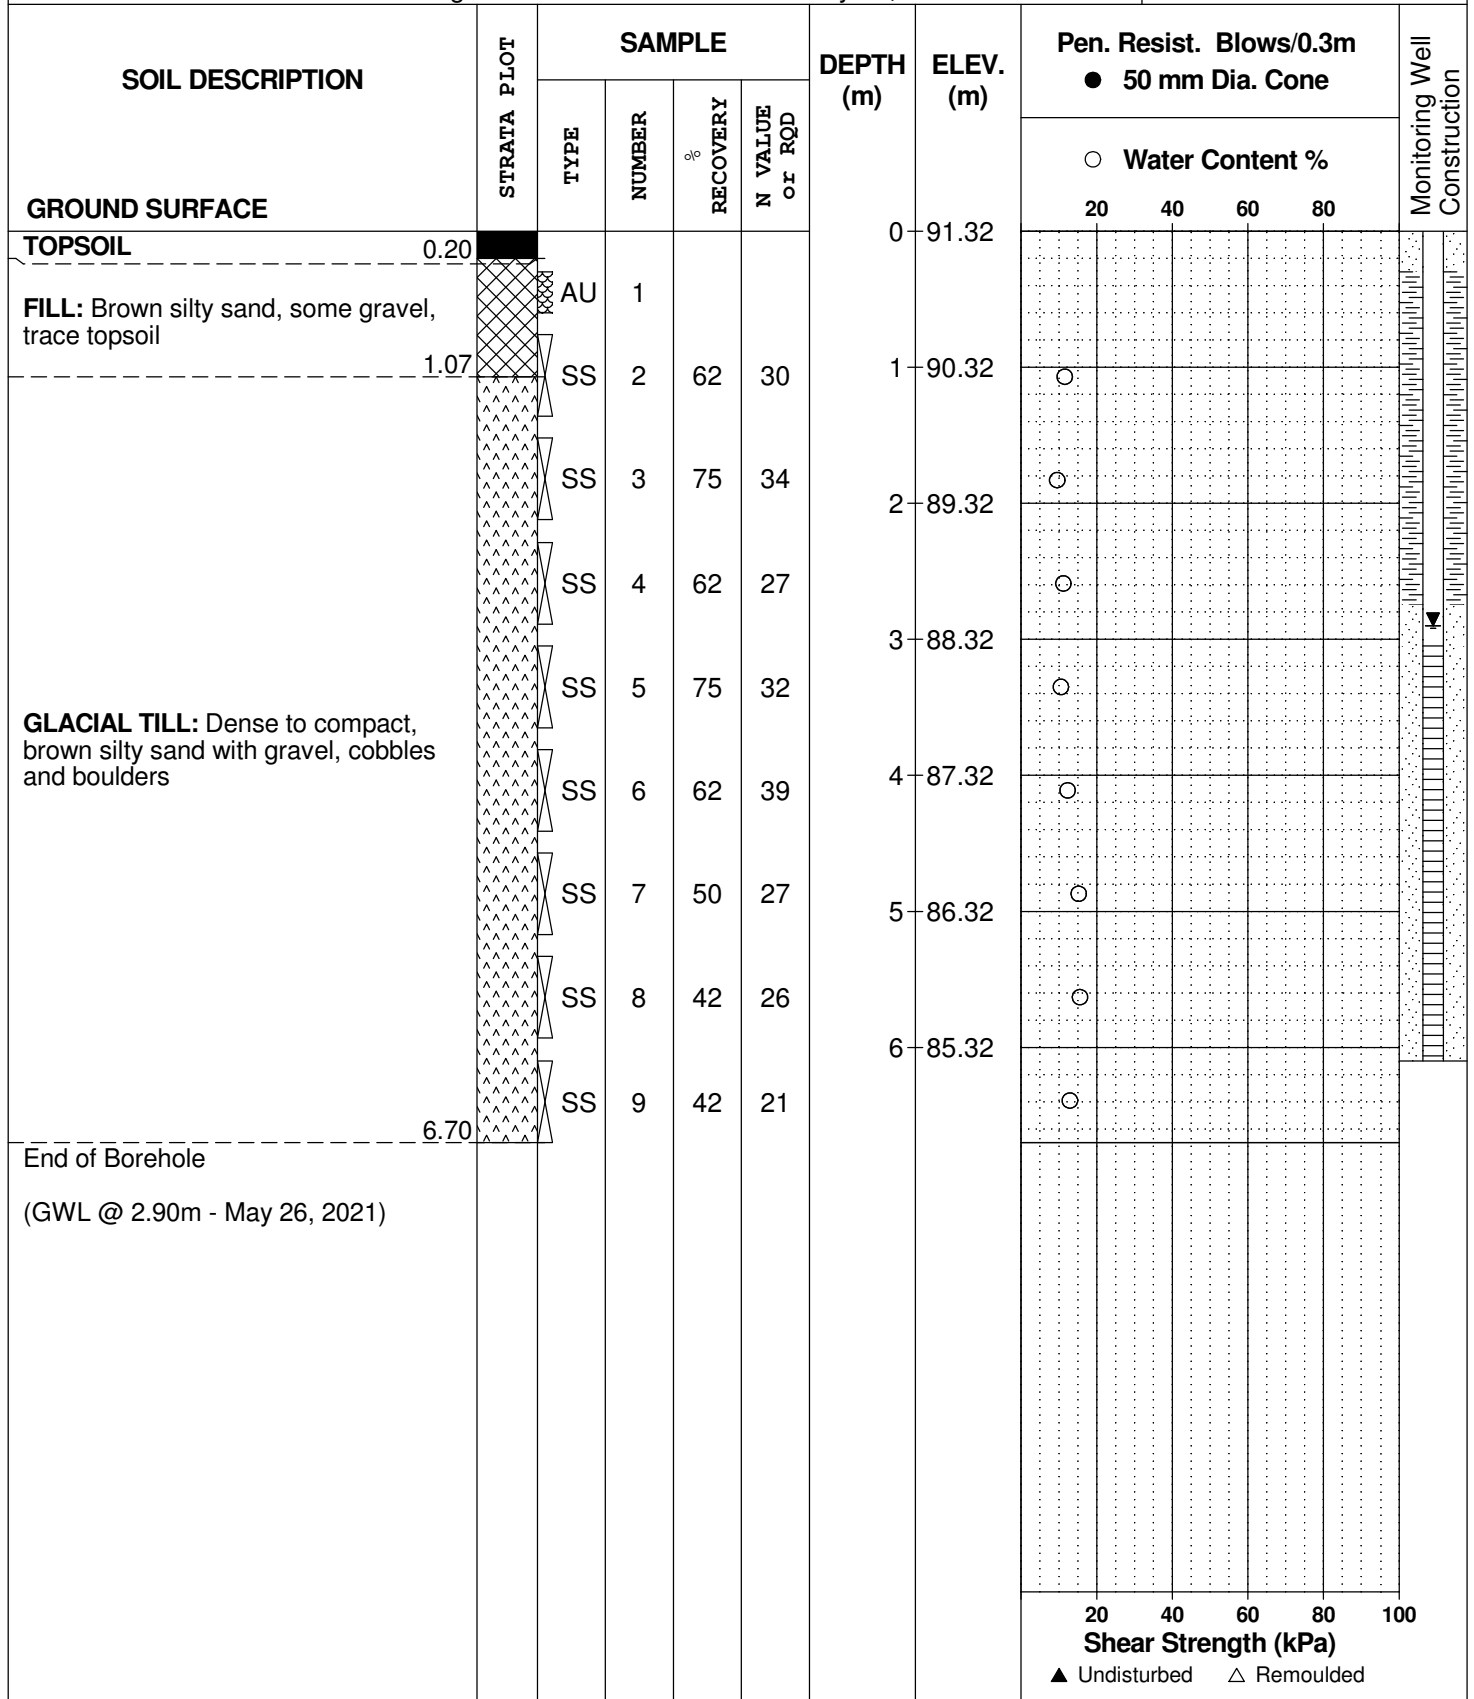 SOIL DESCRIPTION
GROUND SURFACE
STRATA PLOT
SAMPLE
TYPE
NUMBER
%
RECOVERY
N VALUE
or RQD
DEPTH
(m)
ELEV.
(m)
Pen. Resist. Blows/0.3m
● 50 mm Dia. Cone
○ Water Content %
20 40 60 80
Monitoring Well
Construction
0 91.32
TOPSOIL 0.20
FILL: Brown silty sand, some gravel,
trace topsoil
1.07
AU 1
SS 2 62 30
1 90.32
SS 3 75 34
2 89.32
SS 4 62 27
3 88.32
SS 5 75 32
GLACIAL TILL: Dense to compact,
brown silty sand with gravel, cobbles
and boulders
SS 6 62 39
4 87.32
SS 7 50 27
5 86.32
SS 8 42 26
6 85.32
SS 9 42 21
6.70
End of Borehole
(GWL @ 2.90m - May 26, 2021)
20 40 60 80 100
Shear Strength (kPa)
▲ Undisturbed △ Remoulded